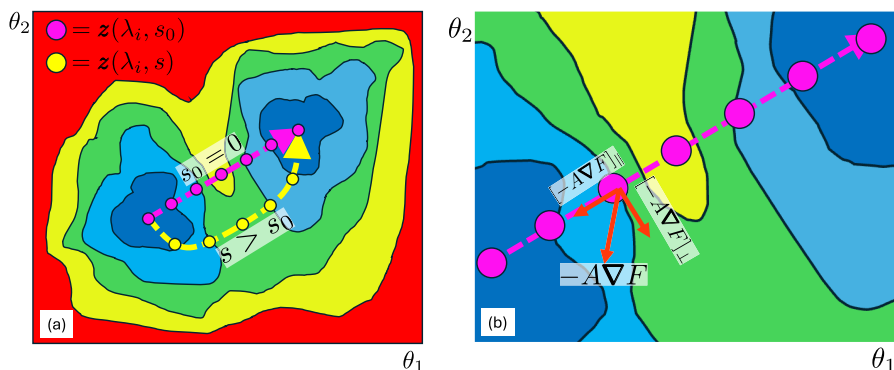 θ₂
= z(λᵢ, s₀)
= z(λᵢ, s)
s₀ = 0
s > s₀
(a)
θ₁
θ₂
[−A∇F]∥
[−A∇F]⊥
−A∇F
(b)
θ₁